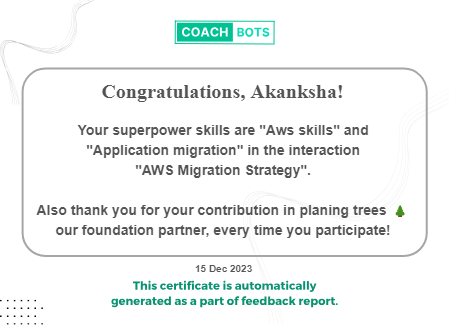 COACH BOTS
Congratulations, Akanksha!
Your superpower skills are "Aws skills" and
"Application migration" in the interaction
"AWS Migration Strategy".
Also thank you for your contribution in planing trees 🌲
our foundation partner, every time you participate!
15 Dec 2023
This certificate is automatically
generated as a part of feedback report.